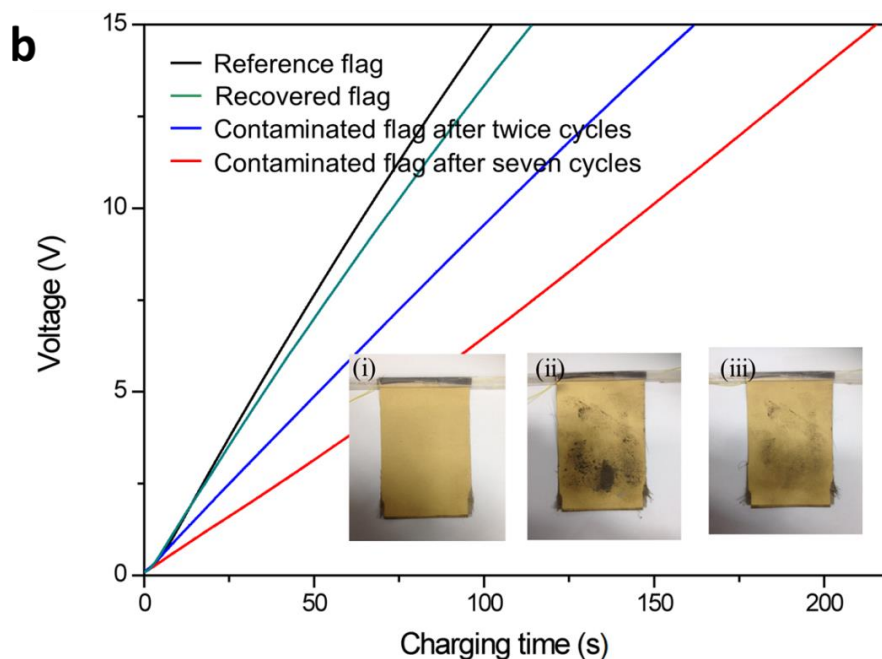 b
Reference flag
Recovered flag
Contaminated flag after twice cycles
Contaminated flag after seven cycles
15
10
5
0
Voltage (V)
(i)
(ii)
(iii)
0
50
100
150
200
Charging time (s)